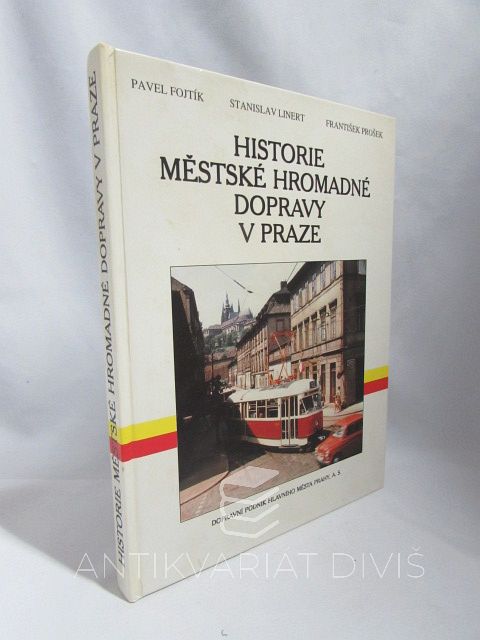 PAVEL FOJTÍK
STANISLAV LINERT
FRANTIŠEK PROŠEK
HISTORIE
MĚSTSKÉ HROMADNÉ
DOPRAVY
V PRAZE
DOPRAVNÍ PODNIK HLAVNÍHO MĚSTA PRAHY, A. S.
HISTORIE MĚSTSKÉ HROMADNÉ DOPRAVY V PRAZE
ANTIKVARIÁT DIVIŠ